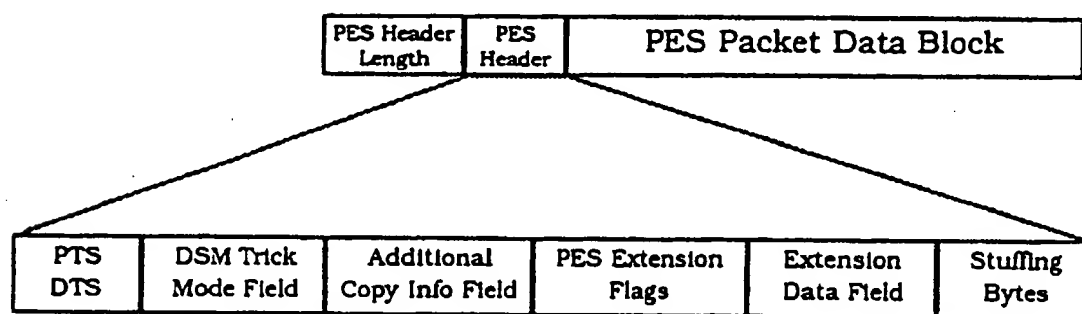 PES Header Length
PES Header
PES Packet Data Block
PTS DTS
DSM Trick Mode Field
Additional Copy Info Field
PES Extension Flags
Extension Data Field
Stuffing Bytes